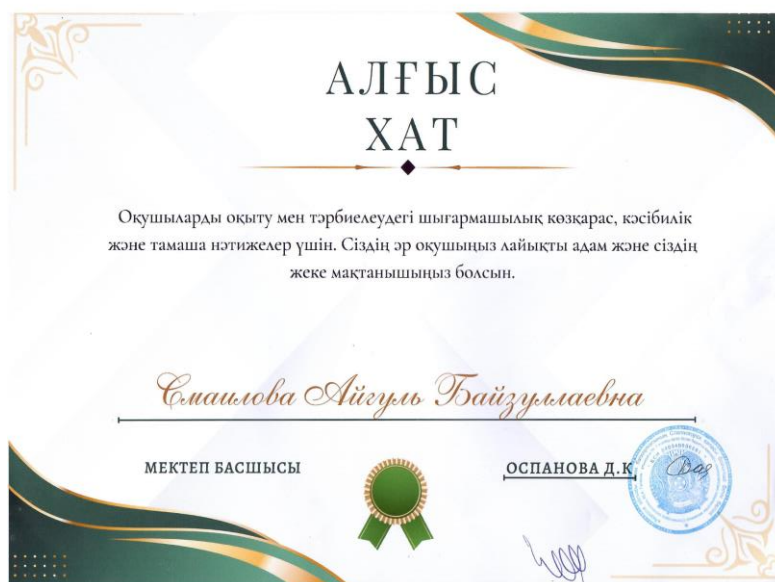 АЛҒЫС
ХАТ
Оқушыларды оқыту мен тәрбиелеудегі шығармашылық көзқарас, кәсібилік
және тамаша нәтижелер үшін. Сіздің әр оқушыңыз лайықты адам және сіздің
жеке мақтанышыңыз болсын.
Смаилова Айгуль Байзуллаевна
МЕКТЕП БАСШЫСЫ
ОСПАНОВА Д.Қ